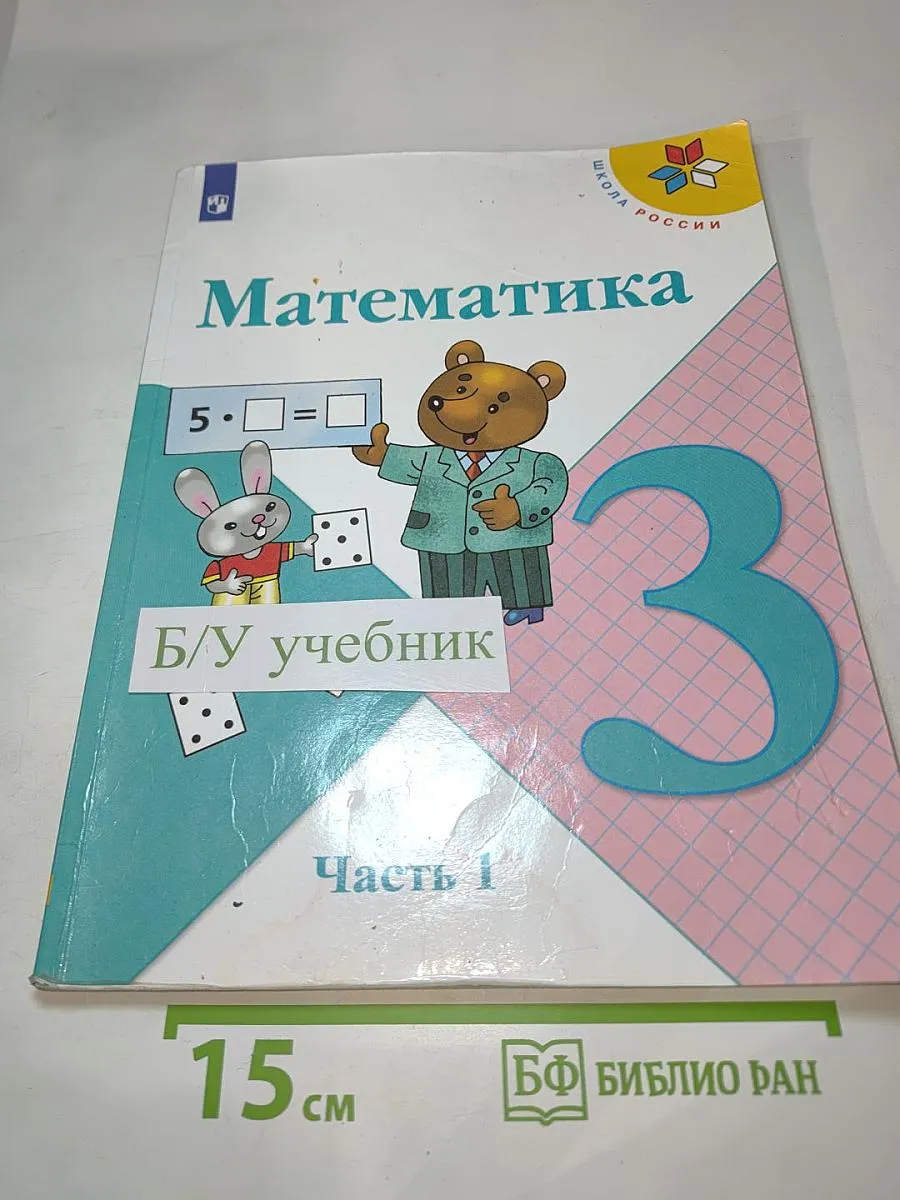 ШКОЛА РОССИИ
Математика
5 · □ = □
3
Б/У учебник
Часть 1
15 см
БФ БИБЛИО ФАН